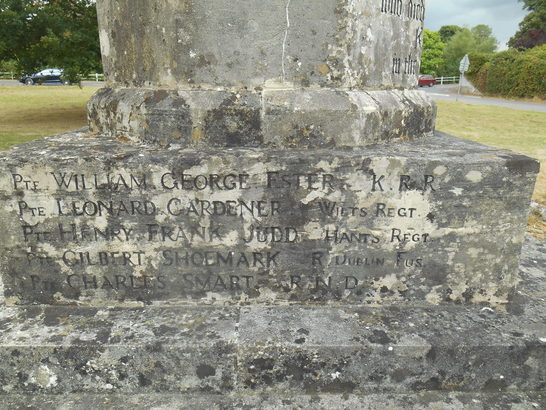 Pte WILLIAM GEORGE ESTER K.R.R
Pte LEONARD GARDENER WILTS REGT.
Pte HENRY FRANK JUDD HANTS REGT
Pte GILBERT SHOEMARK R. DUBLIN FUS.
Pte CHARLES SMART R.N.D.